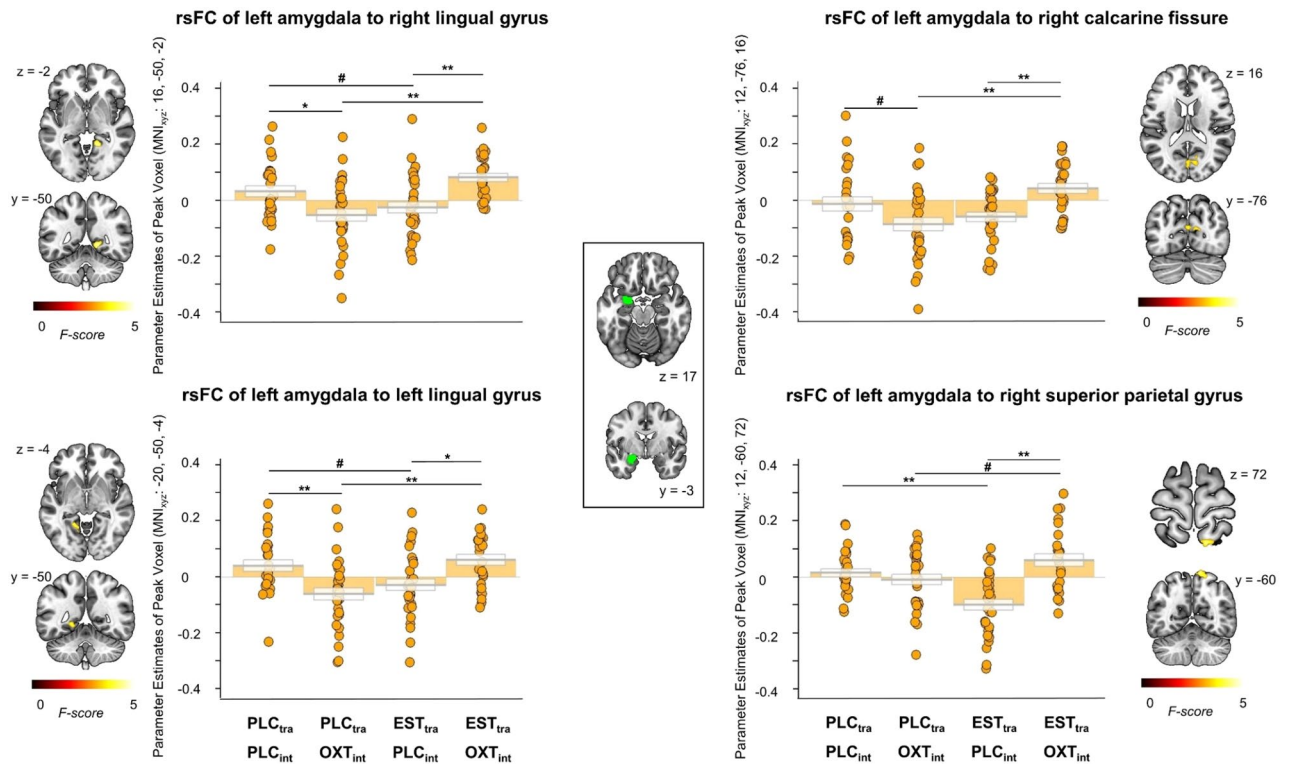 rsFC of left amygdala to right lingual gyrus
z = -2
y = -50
0 5
F-score
Parameter Estimates of Peak Voxel (MNIxyz: 16, -50, -2)
0.4
0.2
0
-0.2
-0.4
#
**
*
**
rsFC of left amygdala to right calcarine fissure
Parameter Estimates of Peak Voxel (MNIxyz: 12, -76, 16)
0.4
0.2
0
-0.2
-0.4
#
**
**
z = 16
y = -76
0 5
F-score
z = 17
y = -3
rsFC of left amygdala to left lingual gyrus
z = -4
y = -50
0 5
F-score
Parameter Estimates of Peak Voxel (MNIxyz: -20, -50, -4)
0.4
0.2
0
-0.2
-0.4
#
*
**
**
PLCtra PLCtra ESTtra ESTtra
PLCint OXTint PLCint OXTint
rsFC of left amygdala to right superior parietal gyrus
Parameter Estimates of Peak Voxel (MNIxyz: 12, -60, 72)
0.4
0.2
0
-0.2
-0.4
**
#
**
z = 72
y = -60
0 5
F-score
PLCtra PLCtra ESTtra ESTtra
PLCint OXTint PLCint OXTint